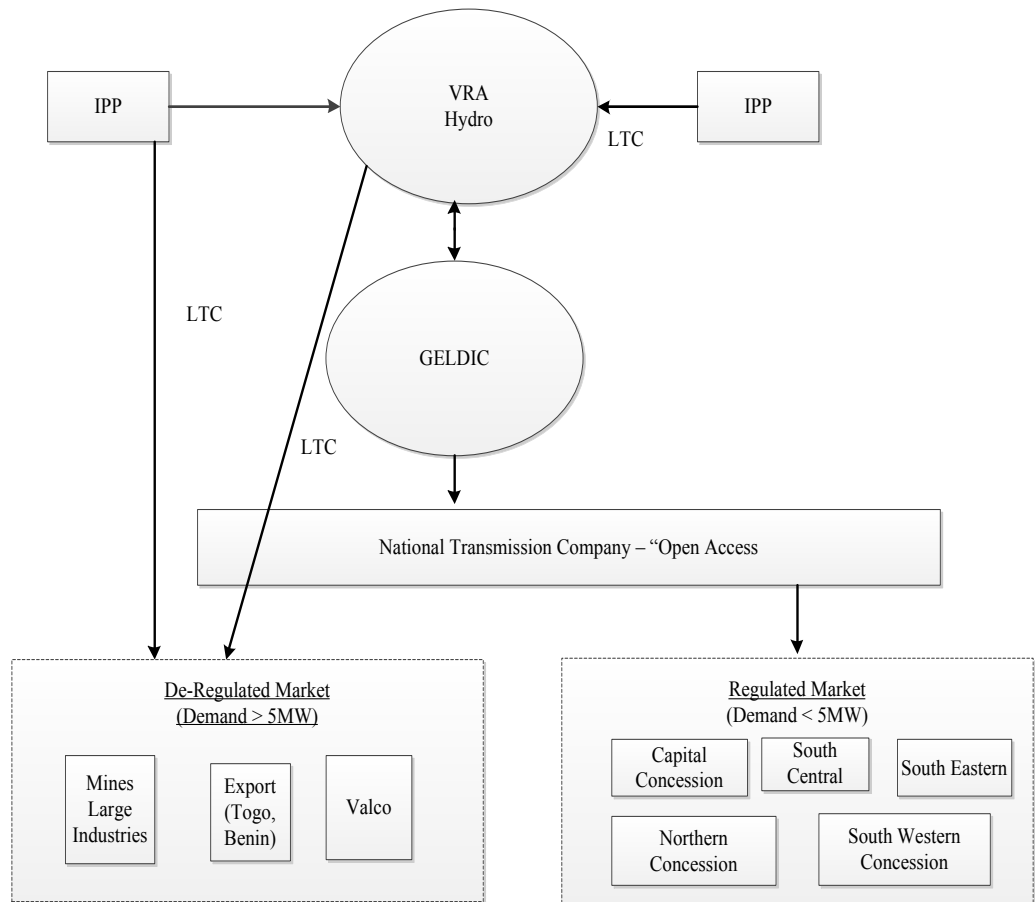 IPP
VRA
Hydro
IPP
LTC
LTC
GELDIC
LTC
National Transmission Company – “Open Access
De-Regulated Market
(Demand > 5MW)
Mines
Large
Industries
Export
(Togo,
Benin)
Valco
Regulated Market
(Demand < 5MW)
Capital
Concession
South
Central
South Eastern
Northern
Concession
South Western
Concession